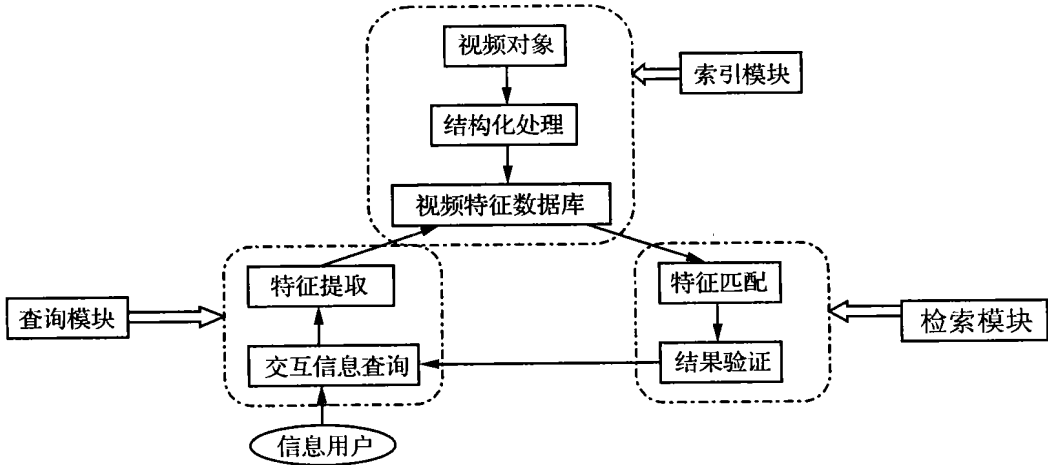 视频对象
索引模块
结构化处理
视频特征数据库
特征提取
特征匹配
查询模块
检索模块
交互信息查询
结果验证
信息用户